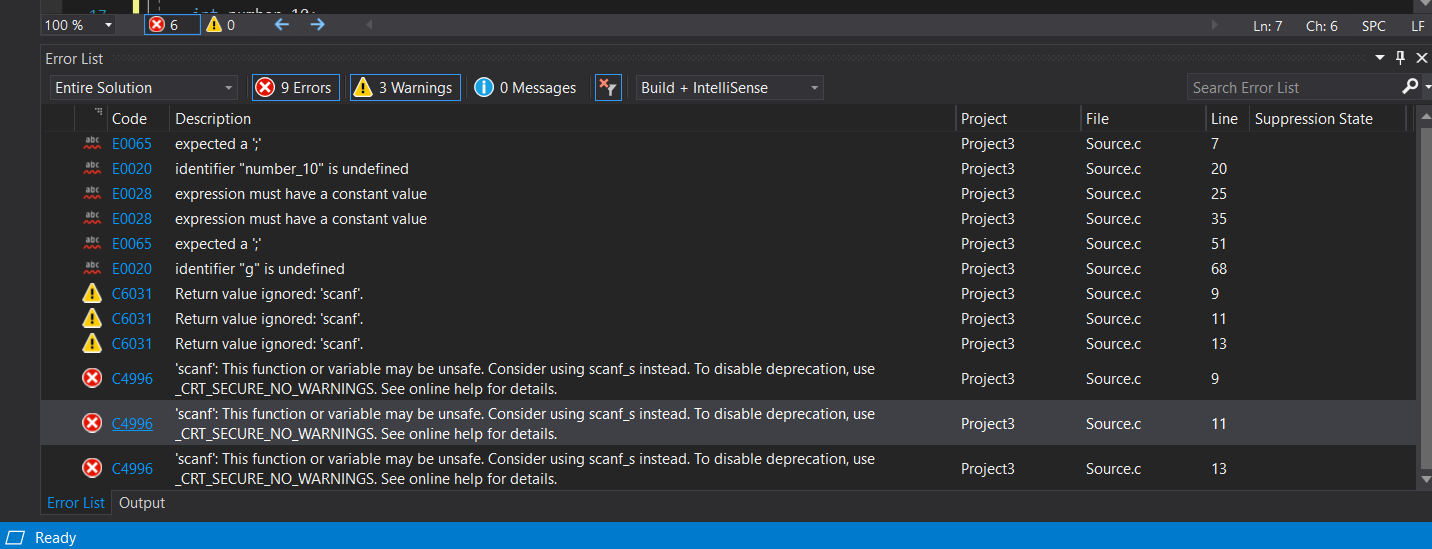 17
100 %
6
0
Ln: 7
Ch: 6
SPC
LF
Error List
Entire Solution
9 Errors
3 Warnings
0 Messages
Build + IntelliSense
Search Error List
Code Description Project File Line Suppression State
abc E0065 expected a ';' Project3 Source.c 7
abc E0020 identifier "number_10" is undefined Project3 Source.c 20
abc E0028 expression must have a constant value Project3 Source.c 25
abc E0028 expression must have a constant value Project3 Source.c 35
abc E0065 expected a ';' Project3 Source.c 51
abc E0020 identifier "g" is undefined Project3 Source.c 68
C6031 Return value ignored: 'scanf'. Project3 Source.c 9
C6031 Return value ignored: 'scanf'. Project3 Source.c 11
C6031 Return value ignored: 'scanf'. Project3 Source.c 13
'scanf': This function or variable may be unsafe. Consider using scanf_s instead. To disable deprecation, use
C4996 _CRT_SECURE_NO_WARNINGS. See online help for details. Project3 Source.c 9
'scanf': This function or variable may be unsafe. Consider using scanf_s instead. To disable deprecation, use
C4996 _CRT_SECURE_NO_WARNINGS. See online help for details. Project3 Source.c 11
'scanf': This function or variable may be unsafe. Consider using scanf_s instead. To disable deprecation, use
C4996 _CRT_SECURE_NO_WARNINGS. See online help for details. Project3 Source.c 13
Error List Output
Ready